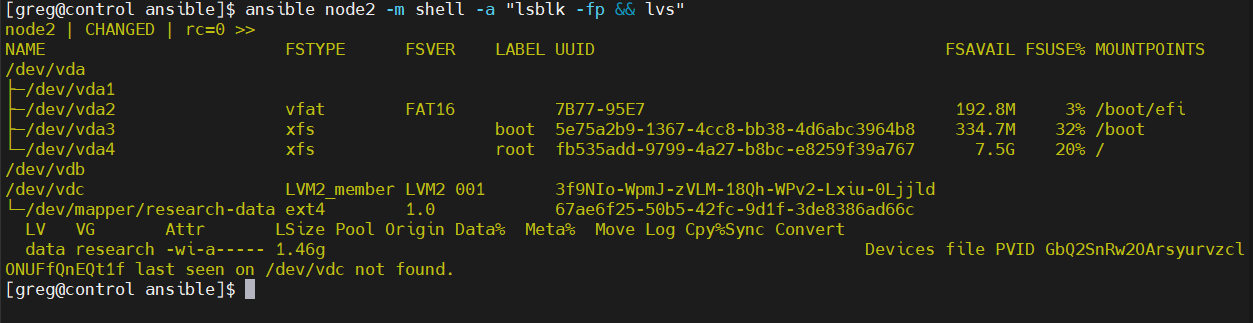 [greg@control ansible]$ ansible node2 -m shell -a "lsblk -fp && lvs"
node2 | CHANGED | rc=0 >>
NAME                        FSTYPE      FSVER    LABEL UUID                                   FSAVAIL FSUSE% MOUNTPOINTS
/dev/vda
├─/dev/vda1
├─/dev/vda2                 vfat        FAT16          7B77-95E7                               192.8M     3% /boot/efi
├─/dev/vda3                 xfs                  boot  5e75a2b9-1367-4cc8-bb38-4d6abc3964b8    334.7M    32% /boot
└─/dev/vda4                 xfs                  root  fb535add-9799-4a27-b8bc-e8259f39a767      7.5G    20% /
/dev/vdb
/dev/vdc                    LVM2_member LVM2 001       3f9NIo-WpmJ-zVLM-18Qh-WPv2-Lxiu-0Ljjld
└─/dev/mapper/research-data ext4        1.0            67ae6f25-50b5-42fc-9d1f-3de8386ad66c
  LV   VG       Attr       LSize Pool Origin Data%  Meta%  Move Log Cpy%Sync Convert
  data research -wi-a----- 1.46g                                                      Devices file PVID GbQ2SnRw2OArsyurvzcl
ONUFfQnEQt1f last seen on /dev/vdc not found.
[greg@control ansible]$